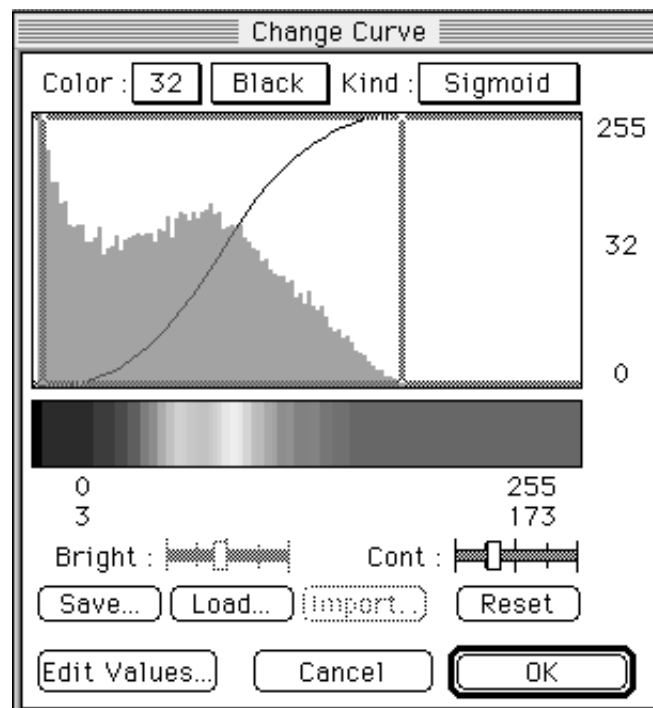 Change Curve
Color : 32 Black Kind : Sigmoid
255
32
0
0 255
3 173
Bright : Cont :
Save... Load... Import.. Reset
Edit Values... Cancel OK